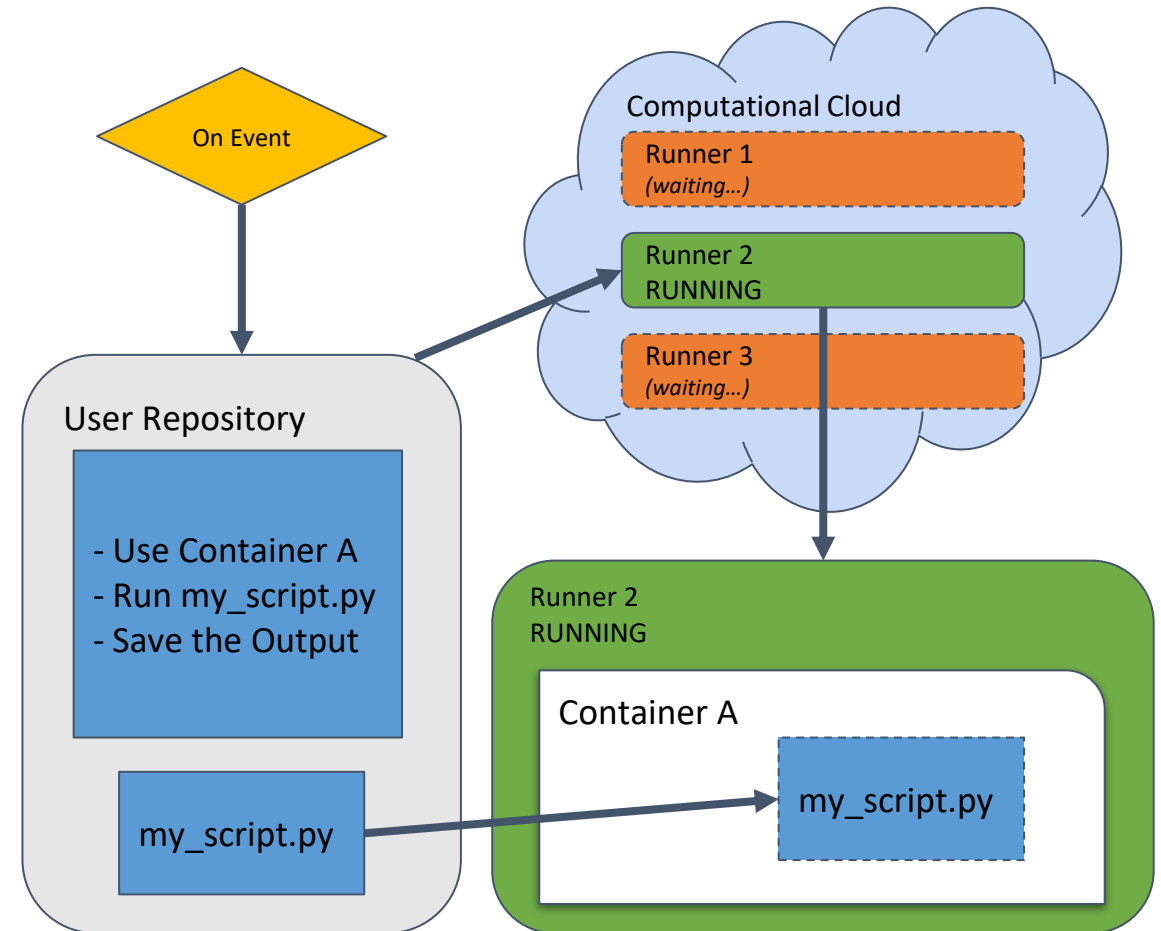 On Event
Computational Cloud
Runner 1
(waiting...)
Runner 2
RUNNING
Runner 3
(waiting...)
User Repository
- Use Container A
- Run my_script.py
- Save the Output
my_script.py
Runner 2
RUNNING
Container A
my_script.py